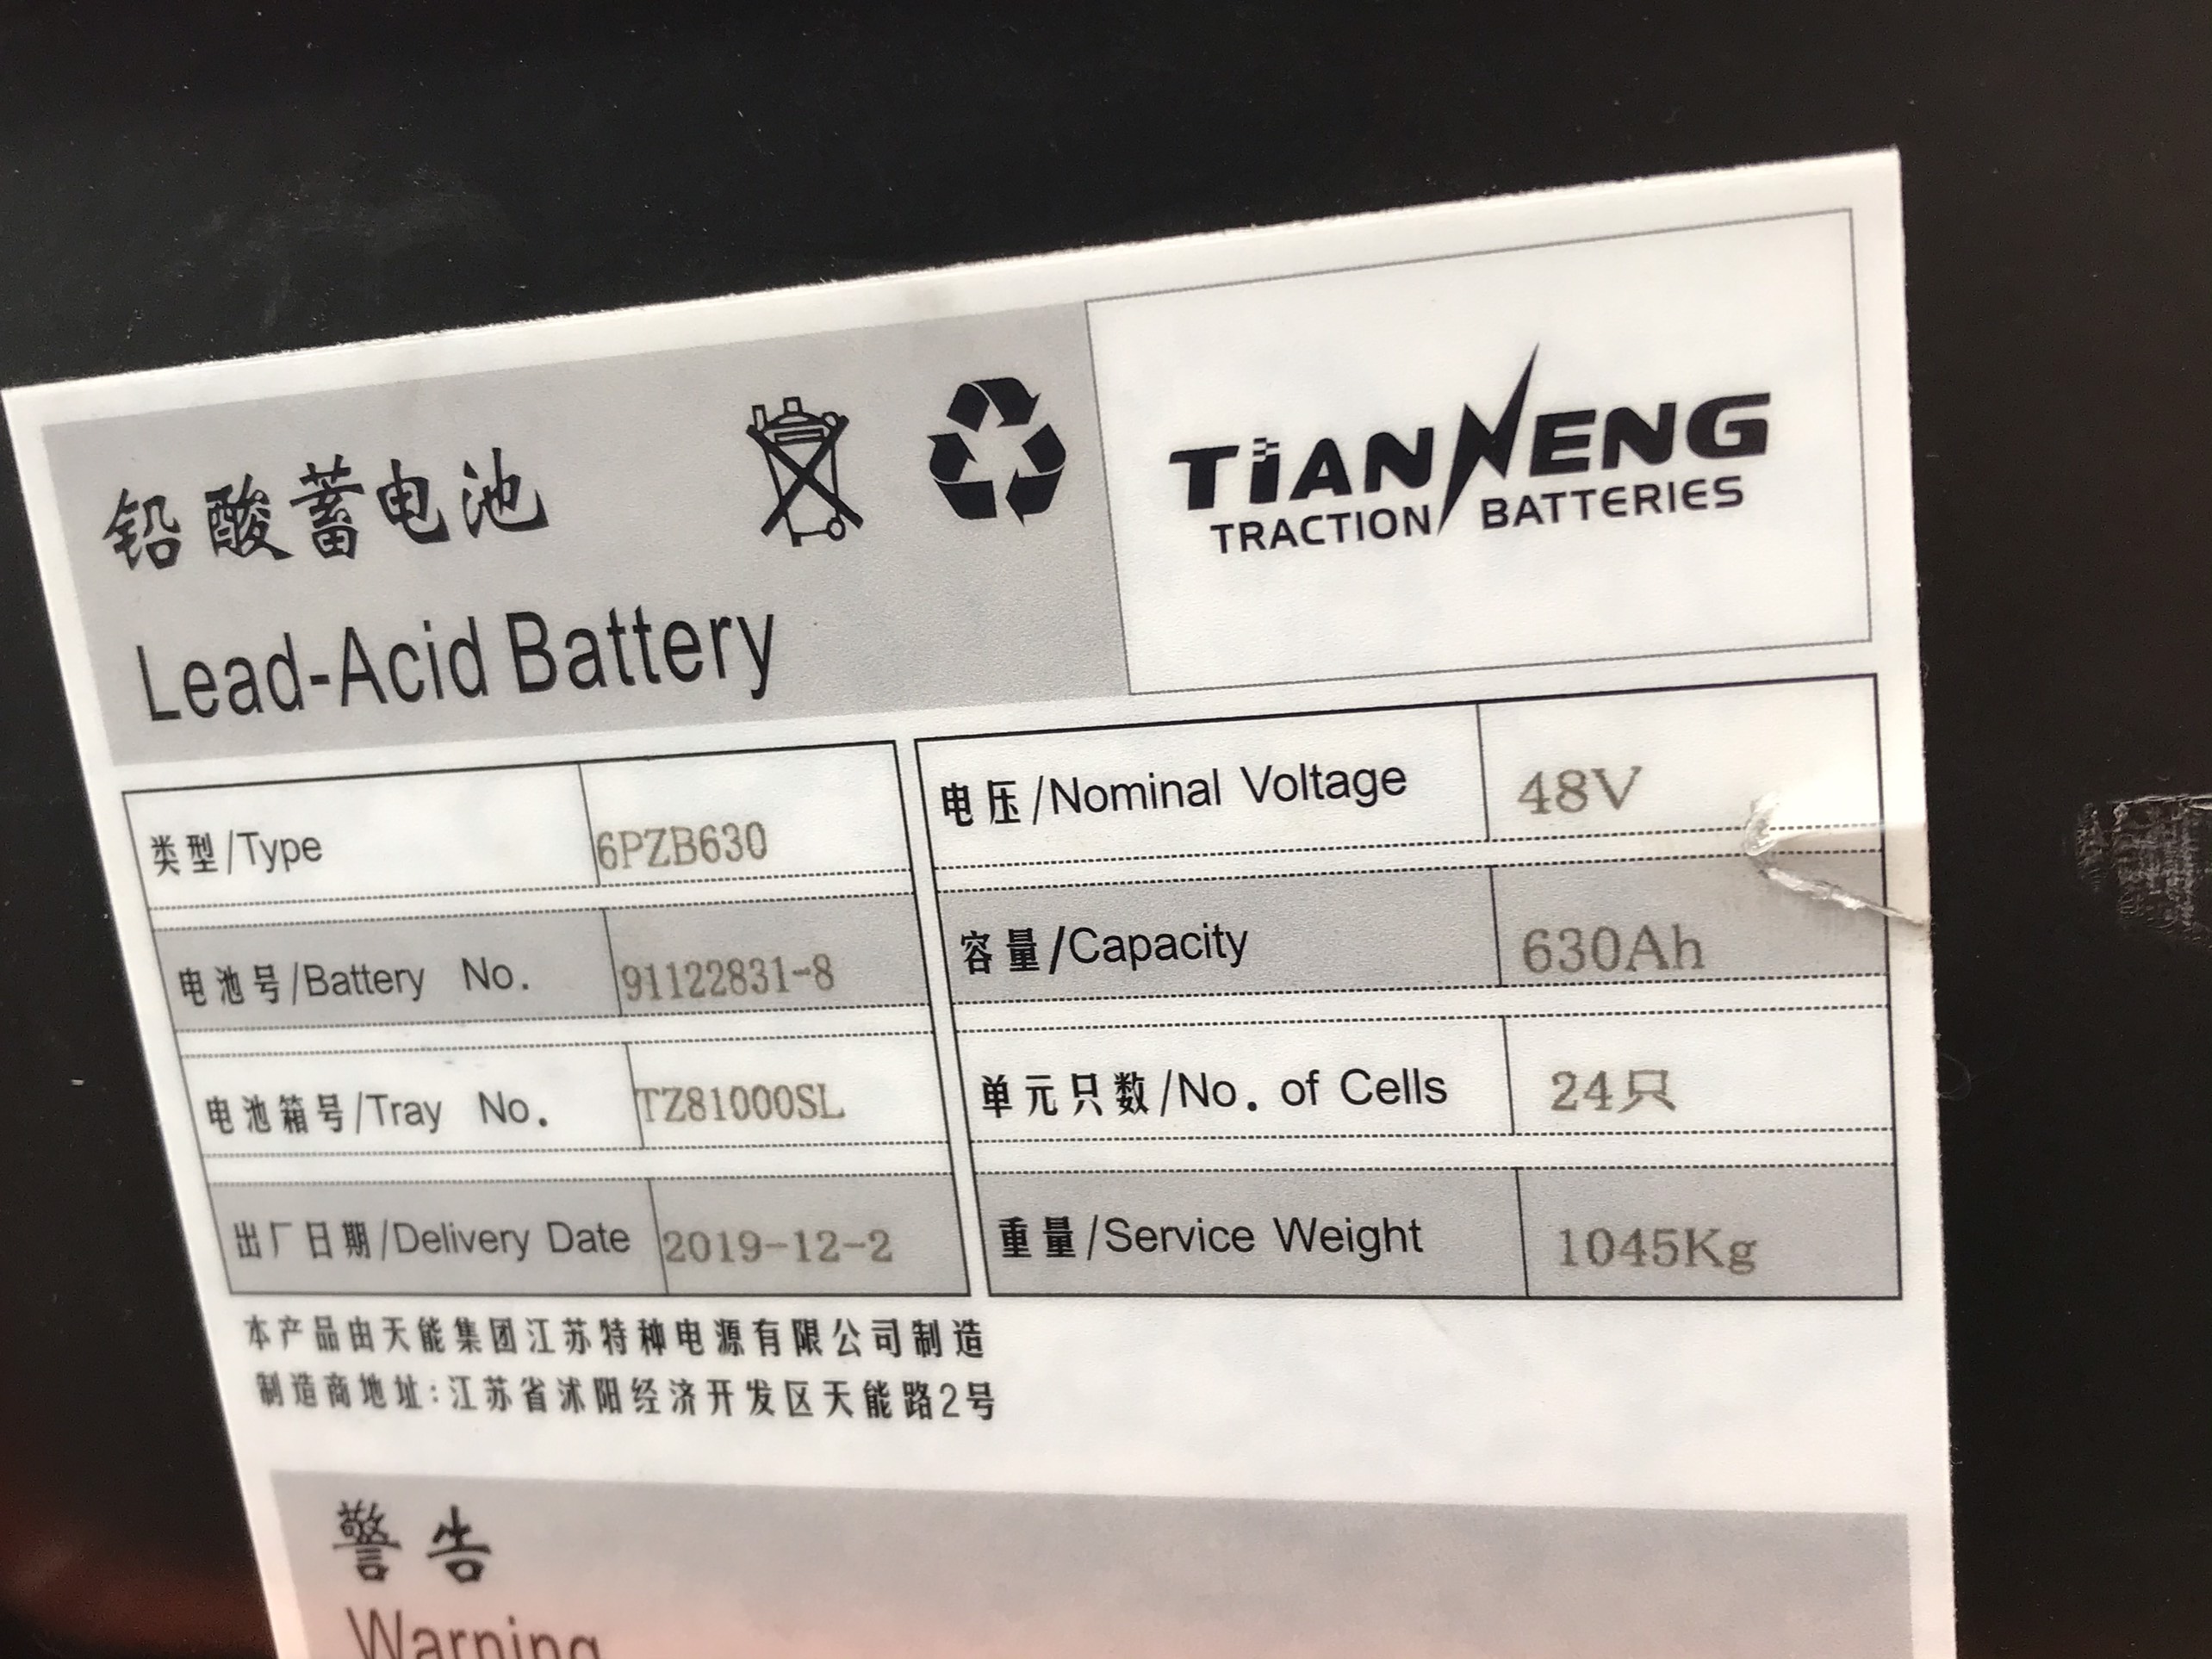 铅酸蓄电池
Lead-Acid Battery
TIANNENG
TRACTION BATTERIES
类型/Type 6PZB630
电池号/Battery No. 91122831-8
电池箱号/Tray No. TZ81000SL
出厂日期/Delivery Date 2019-12-2
电压/Nominal Voltage 48V
容量/Capacity 630Ah
单元只数/No. of Cells 24只
重量/Service Weight 1045Kg
本产品由天能集团江苏特种电源有限公司制造
制造商地址:江苏省沭阳经济开发区天能路2号
警告
Warning